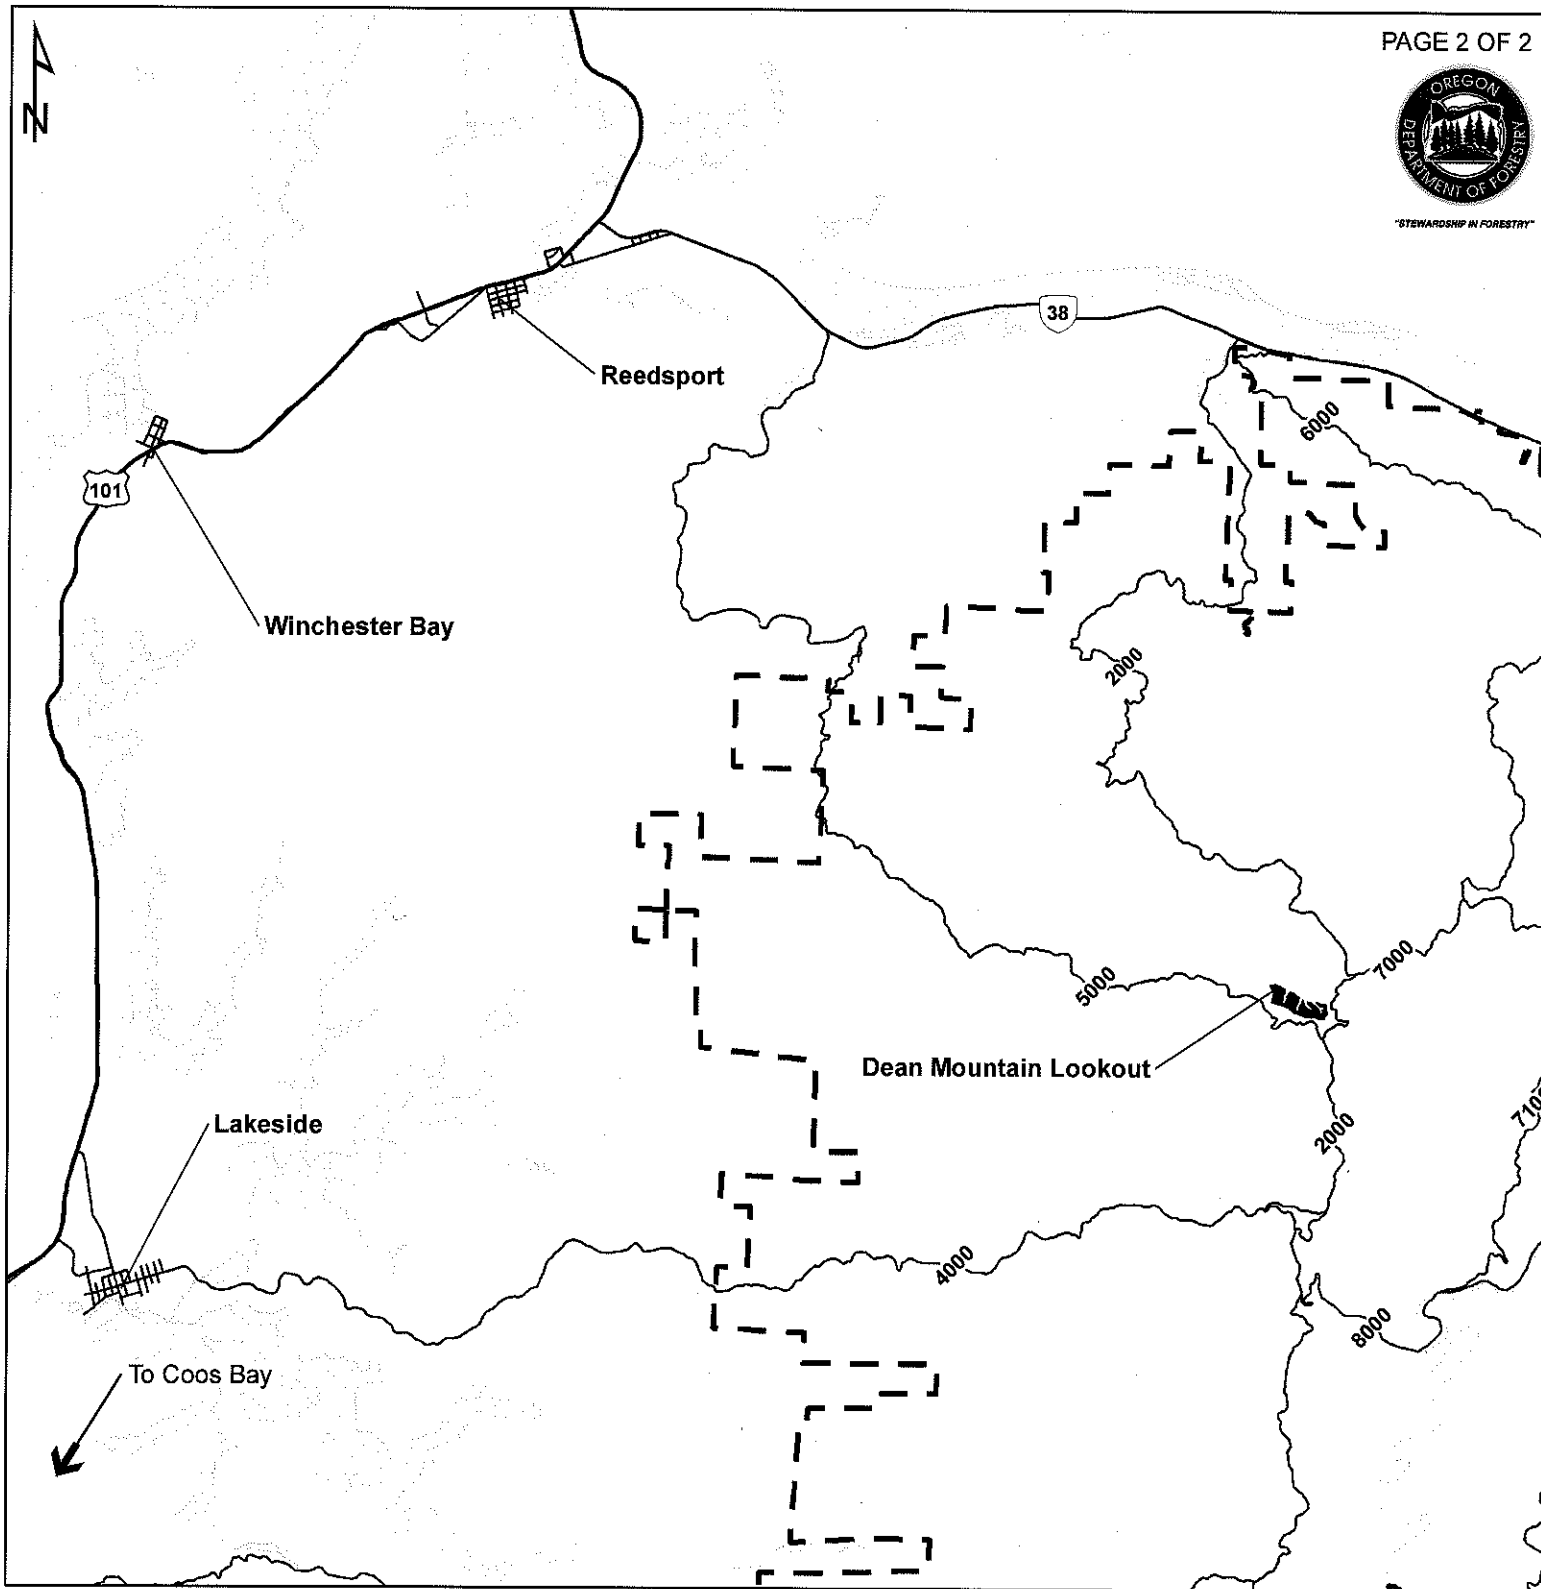 PAGE 2 OF 2
N
OREGON
DEPARTMENT OF FORESTRY
"STEWARDSHIP IN FORESTRY"
38
Reedsport
6000
101
Winchester Bay
2000
7000
5000
Dean Mountain Lookout
Lakeside
2000
4000
8000
To Coos Bay